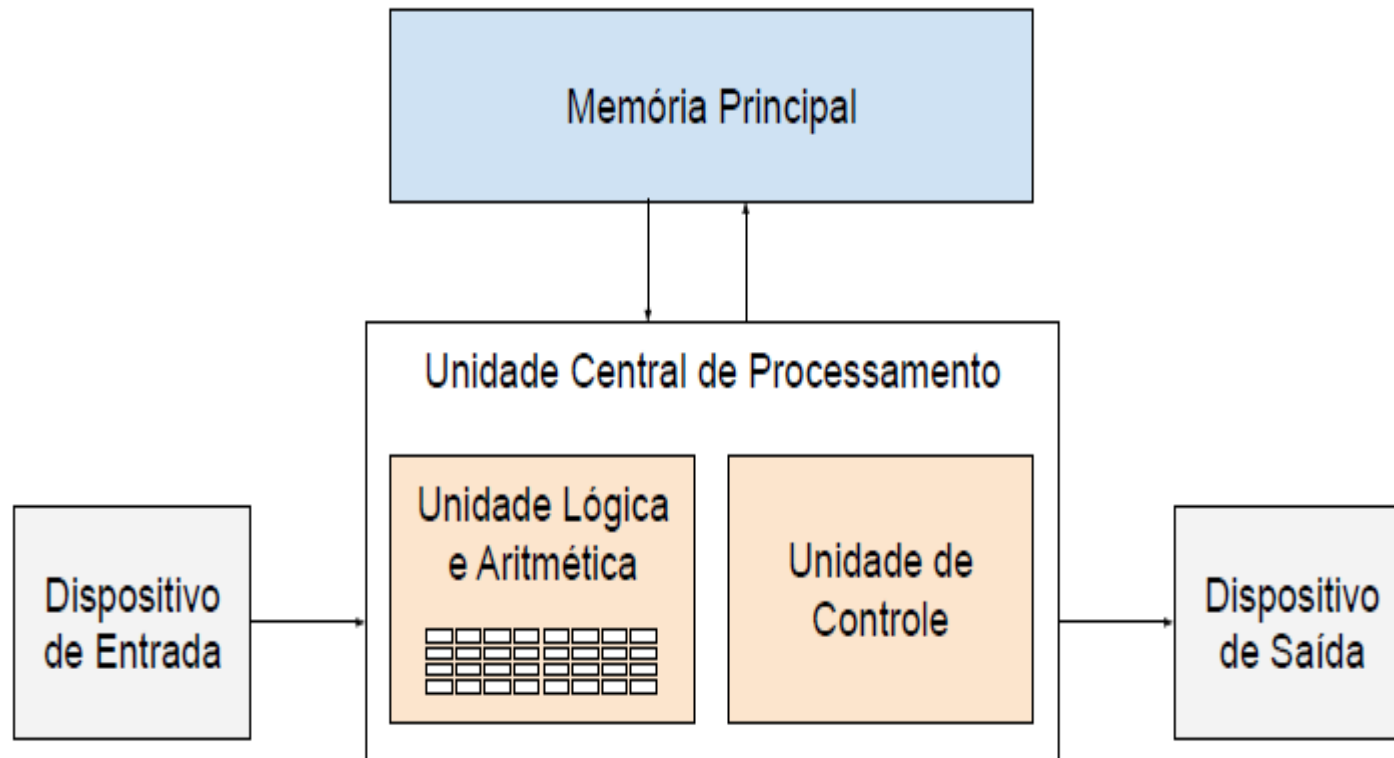 Memória Principal
Unidade Central de Processamento
Unidade Lógica
e Aritmética
Unidade de
Controle
Dispositivo
de Entrada
Dispositivo
de Saída